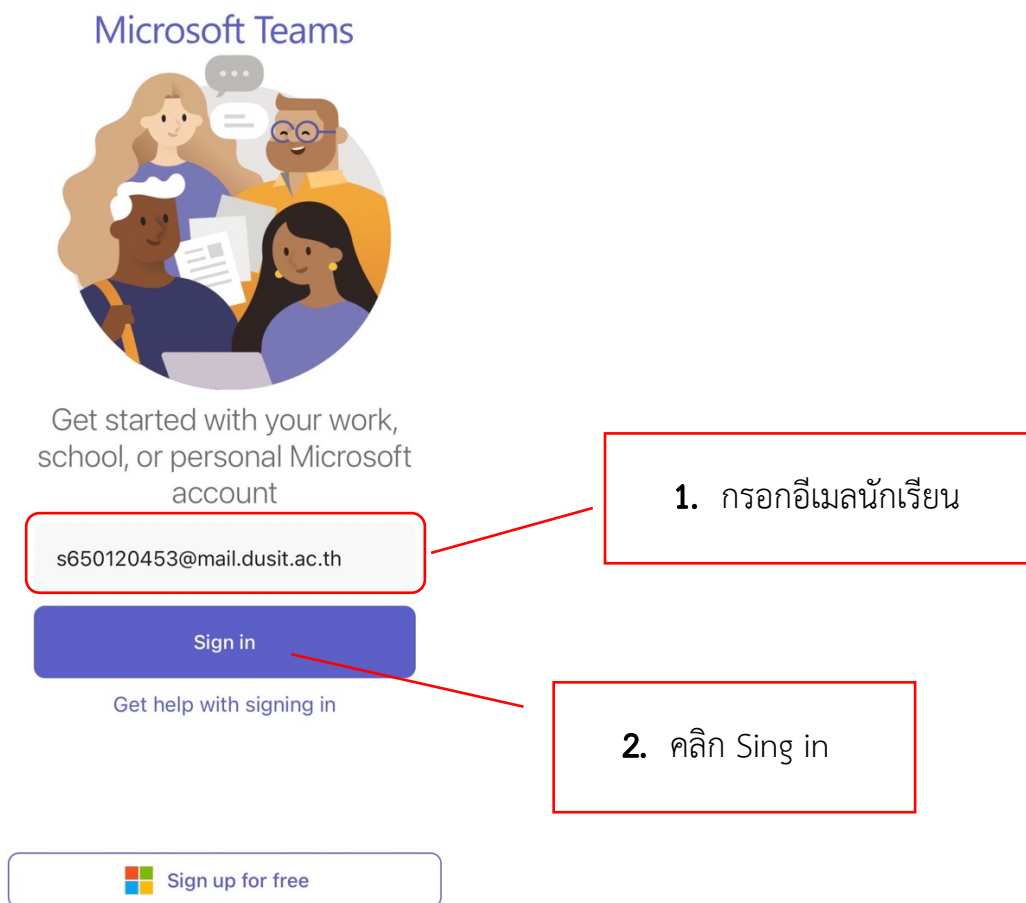 Microsoft Teams
Get started with your work,
school, or personal Microsoft
account
1. กรอกอีเมลนักเรียน
s650120453@mail.dusit.ac.th
Sign in
Get help with signing in
2. คลิก Sing in
Sign up for free